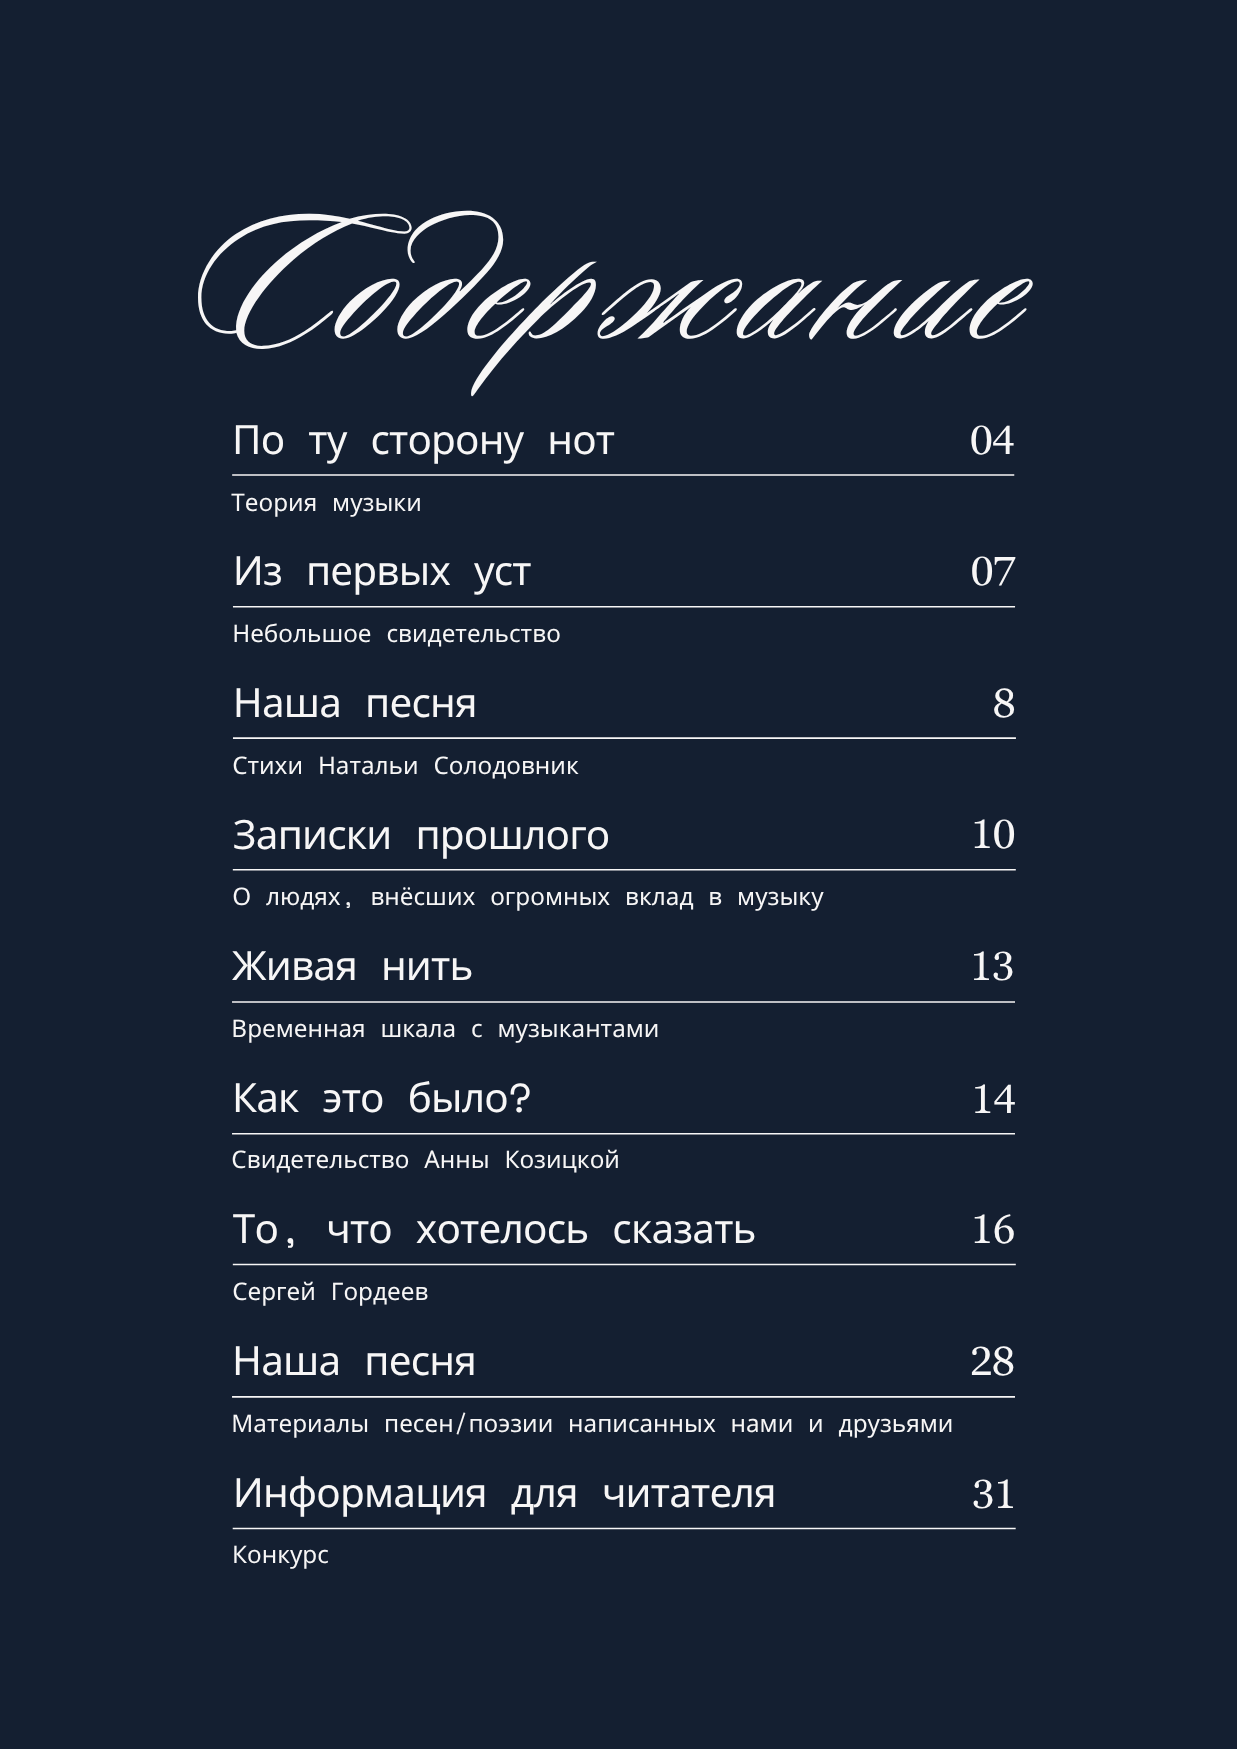 Содержание
По ту сторону нот 04
Теория музыки
Из первых уст 07
Небольшое свидетельство
Наша песня 8
Стихи Натальи Солодовник
Записки прошлого 10
О людях, внёсших огромных вклад в музыку
Живая нить 13
Временная шкала с музыкантами
Как это было? 14
Свидетельство Анны Козицкой
То, что хотелось сказать 16
Сергей Гордеев
Наша песня 28
Материалы песен/поэзии написанных нами и друзьями
Информация для читателя 31
Конкурс